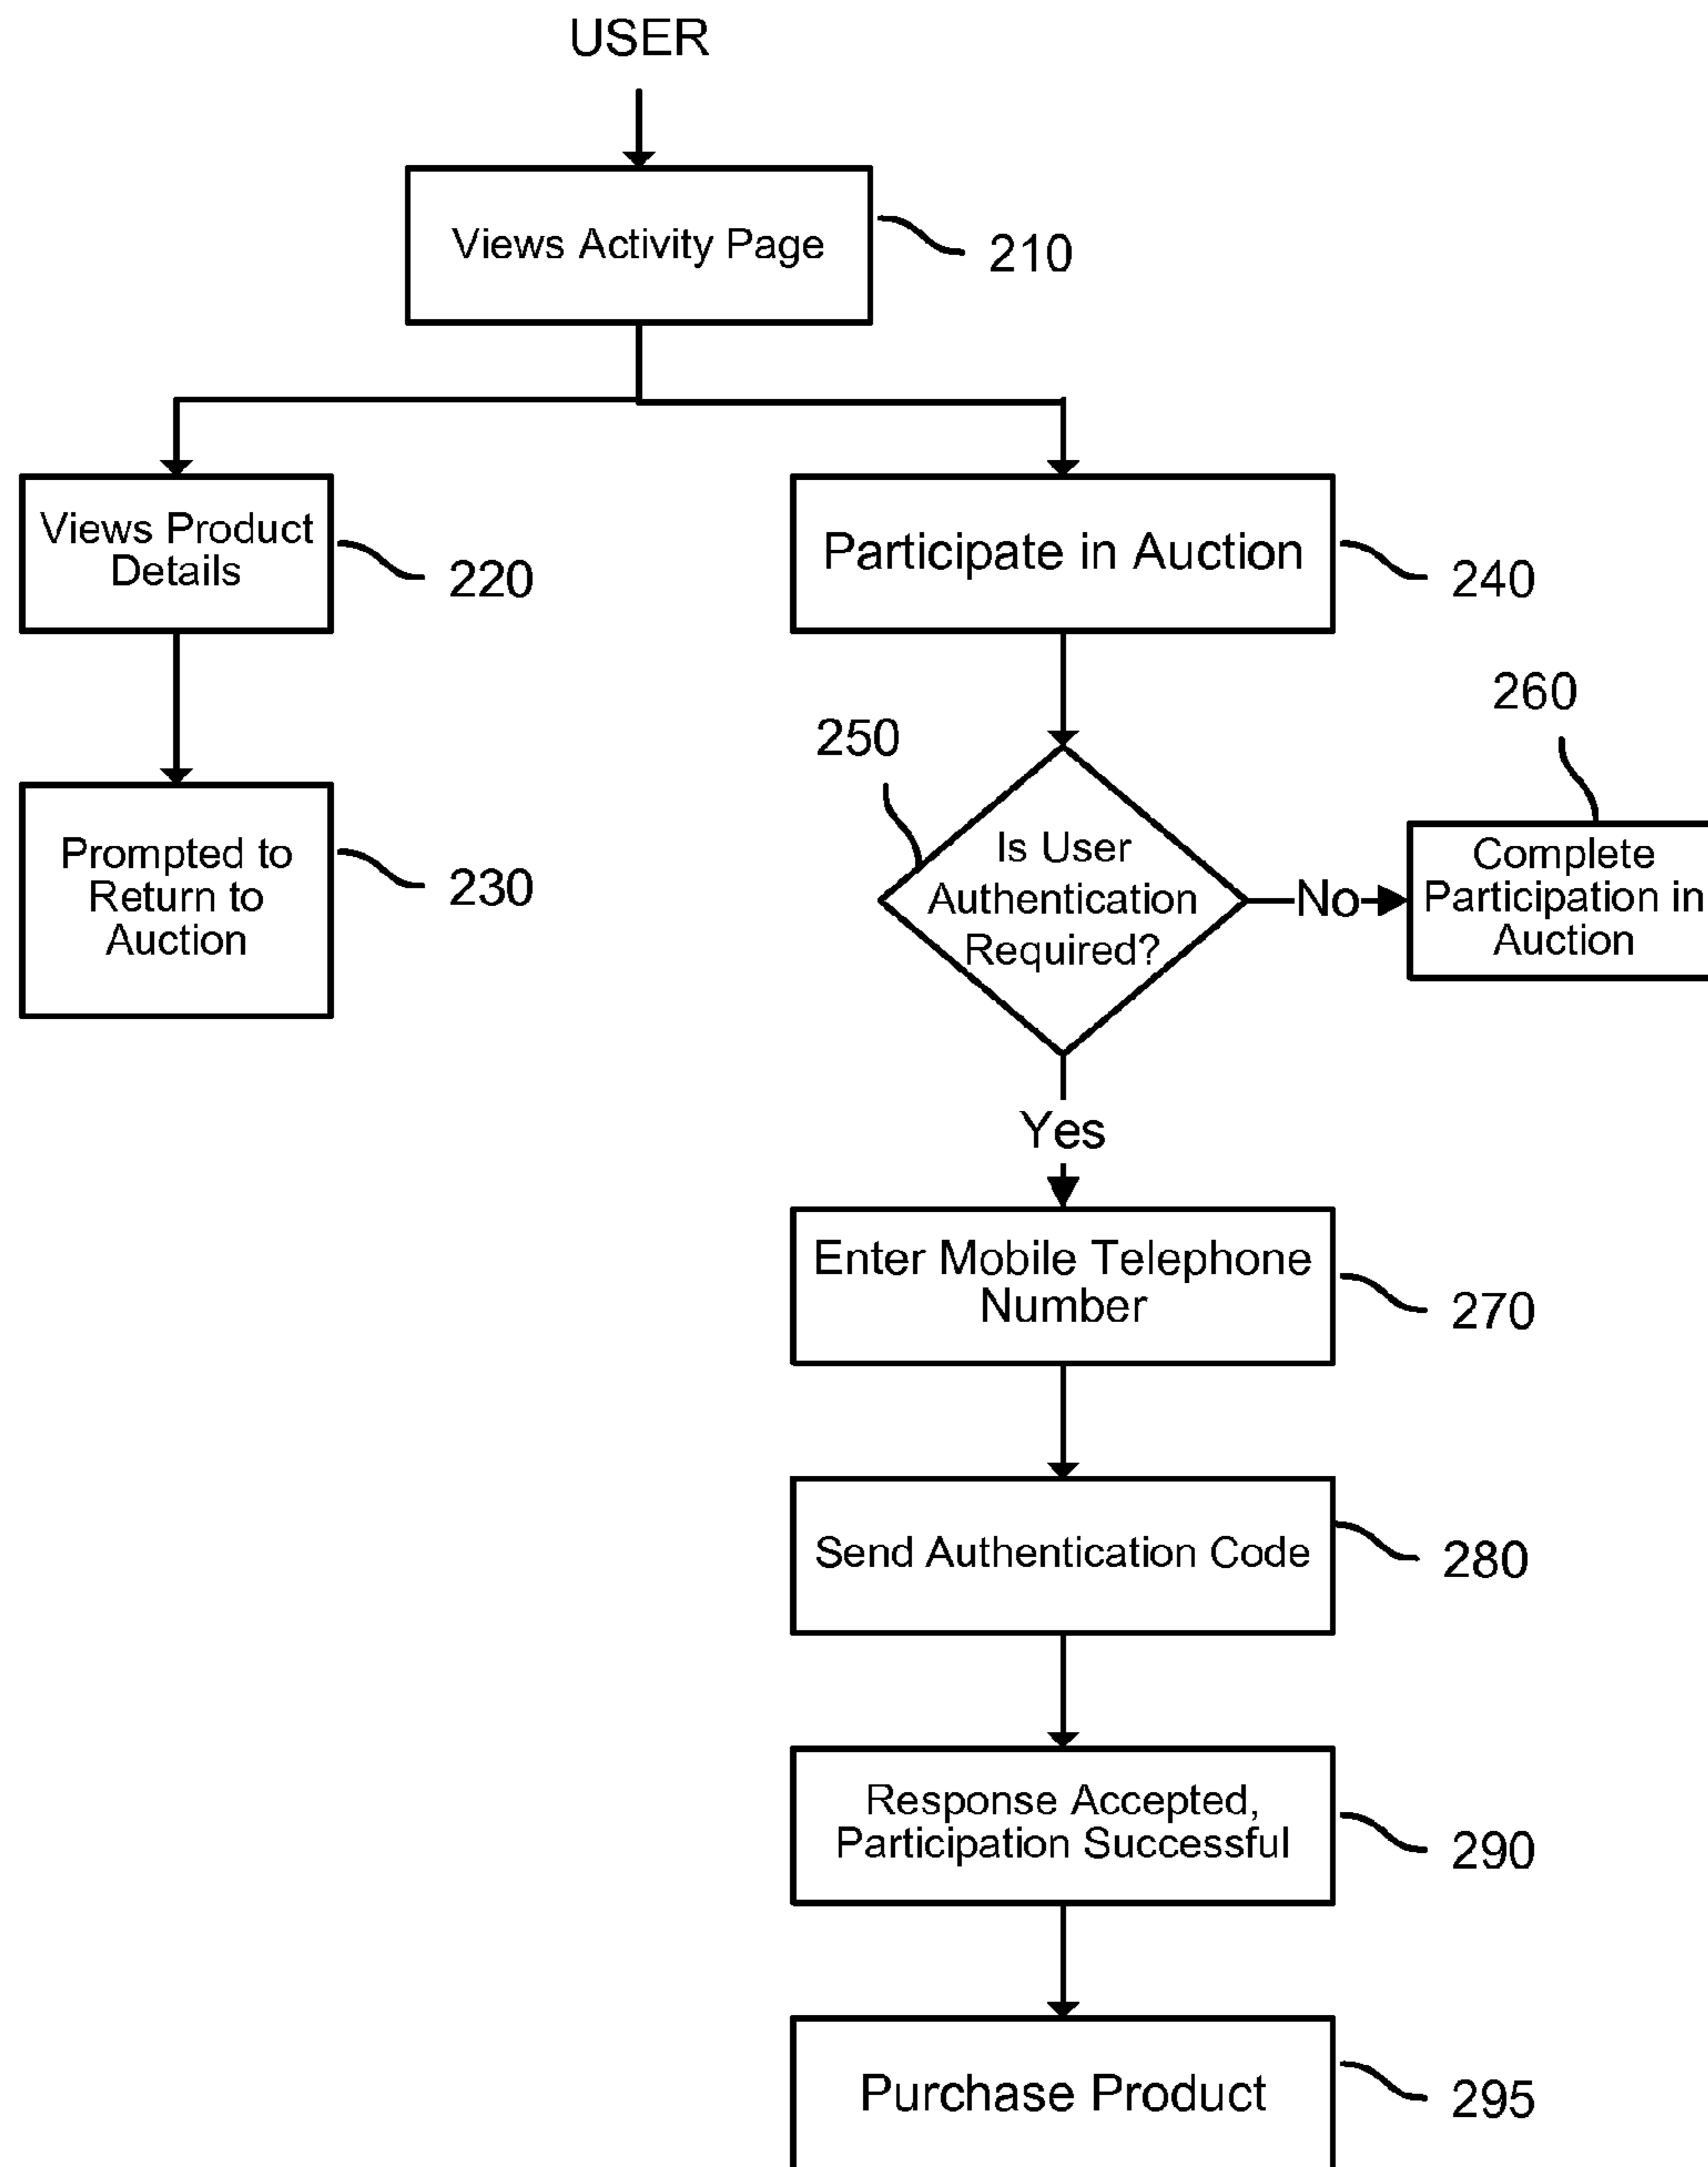 USER
Views Activity Page
210
Views Product
Details
220
Participate in Auction
240
Prompted to
Return to
Auction
230
250
Is User
Authentication
Required?
No
260
Complete
Participation in
Auction
Yes
Enter Mobile Telephone
Number
270
Send Authentication Code
280
Response Accepted,
Participation Successful
290
Purchase Product
295